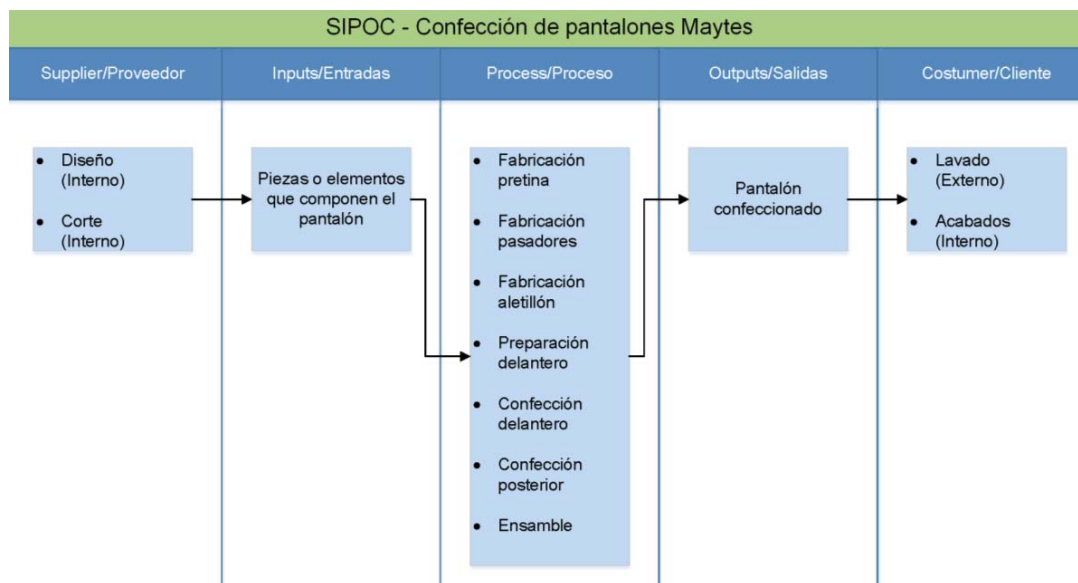 SIPOC - Confección de pantalones Maytes
Supplier/Proveedor
Inputs/Entradas
Process/Proceso
Outputs/Salidas
Costumer/Cliente
• Diseño
(Interno)
• Corte
(Interno)
Piezas o elementos
que componen el
pantalón
• Fabricación
pretina
• Fabricación
pasadores
• Fabricación
aletillón
• Preparación
delantero
• Confección
delantero
• Confección
posterior
• Ensamble
Pantalón
confeccionado
• Lavado
(Externo)
• Acabados
(Interno)